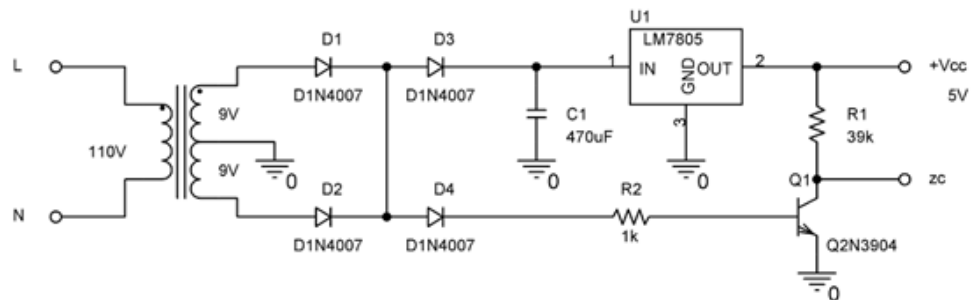 U1
D1
D3
LM7805
L
1
IN
GND
OUT
2
+Vcc
D1N4007
D1N4007
5V
9V
C1
3
R1
470uF
39k
110V
0
0
0
9V
D2
D4
R2
Q1
zc
N
1k
D1N4007
D1N4007
Q2N3904
0